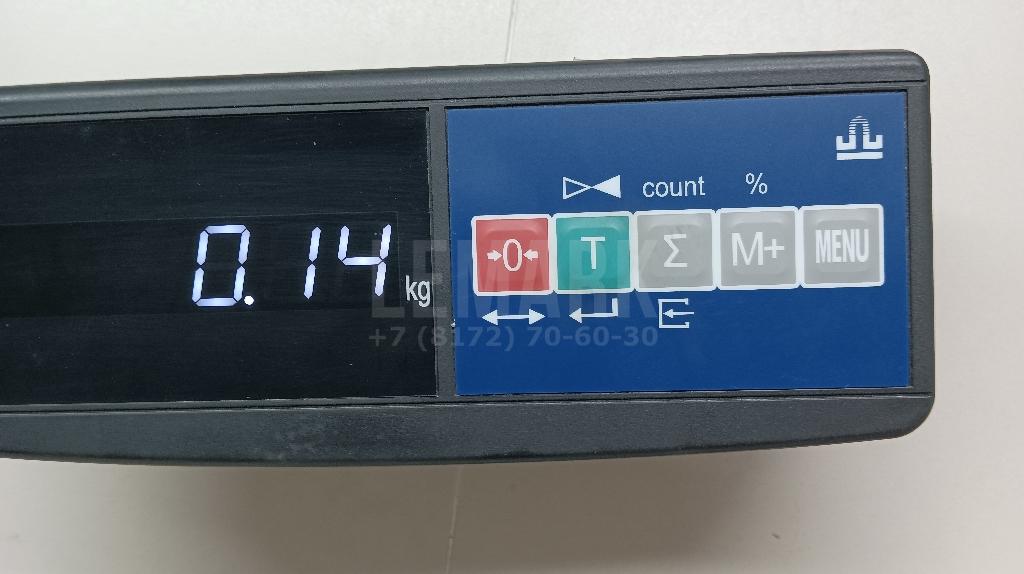 count %
0.14 kg
0 T Σ M+ MENU
LEMARK
+7 (8172) 70-60-30